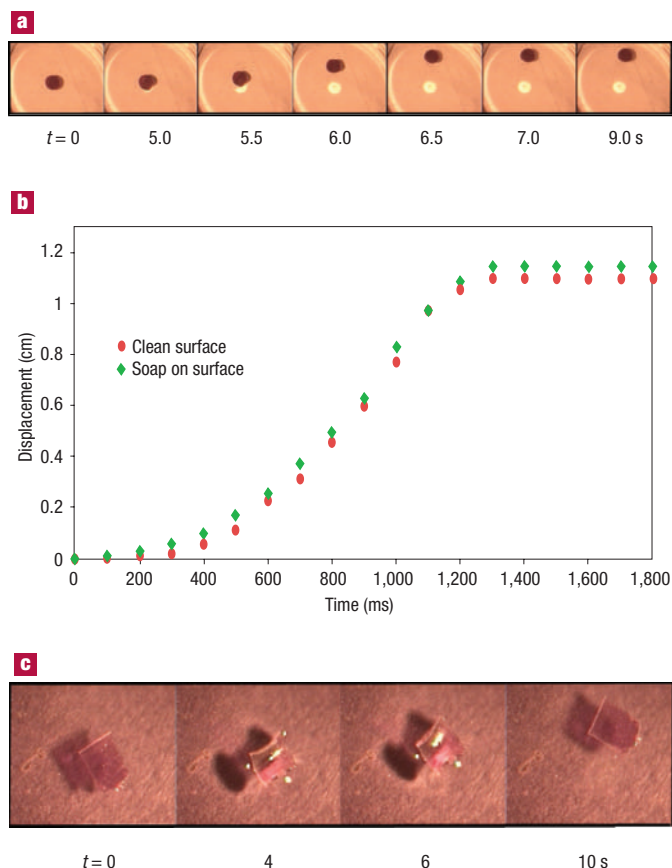 a
t = 0 5.0 5.5 6.0 6.5 7.0 9.0 s
b
1.2
1
0.8
0.6
0.4
0.2
0
Displacement (cm)
Clean surface
Soap on surface
0 200 400 600 800 1,000 1,200 1,400 1,600 1,800
Time (ms)
c
t = 0 4 6 10 s